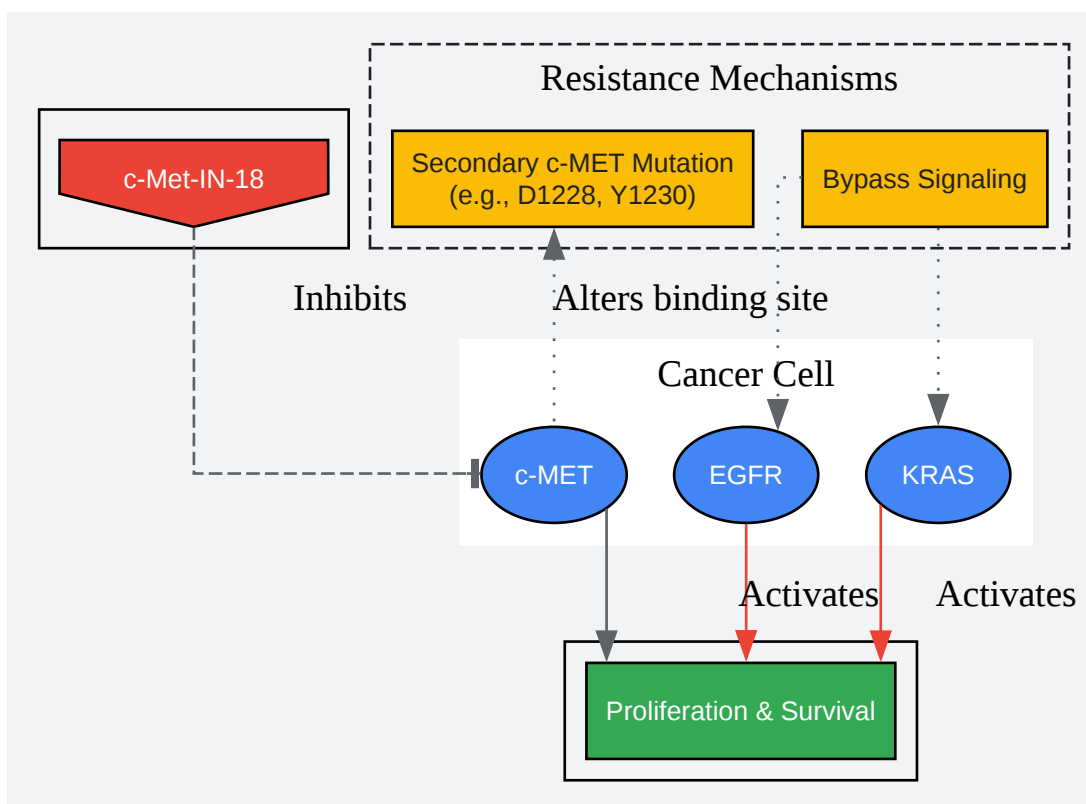 Resistance Mechanisms
c-Met-IN-18
Secondary c-MET Mutation
(e.g., D1228, Y1230)
Bypass Signaling
Inhibits
Alters binding site
Cancer Cell
c-MET
EGFR
KRAS
Activates
Activates
Proliferation & Survival